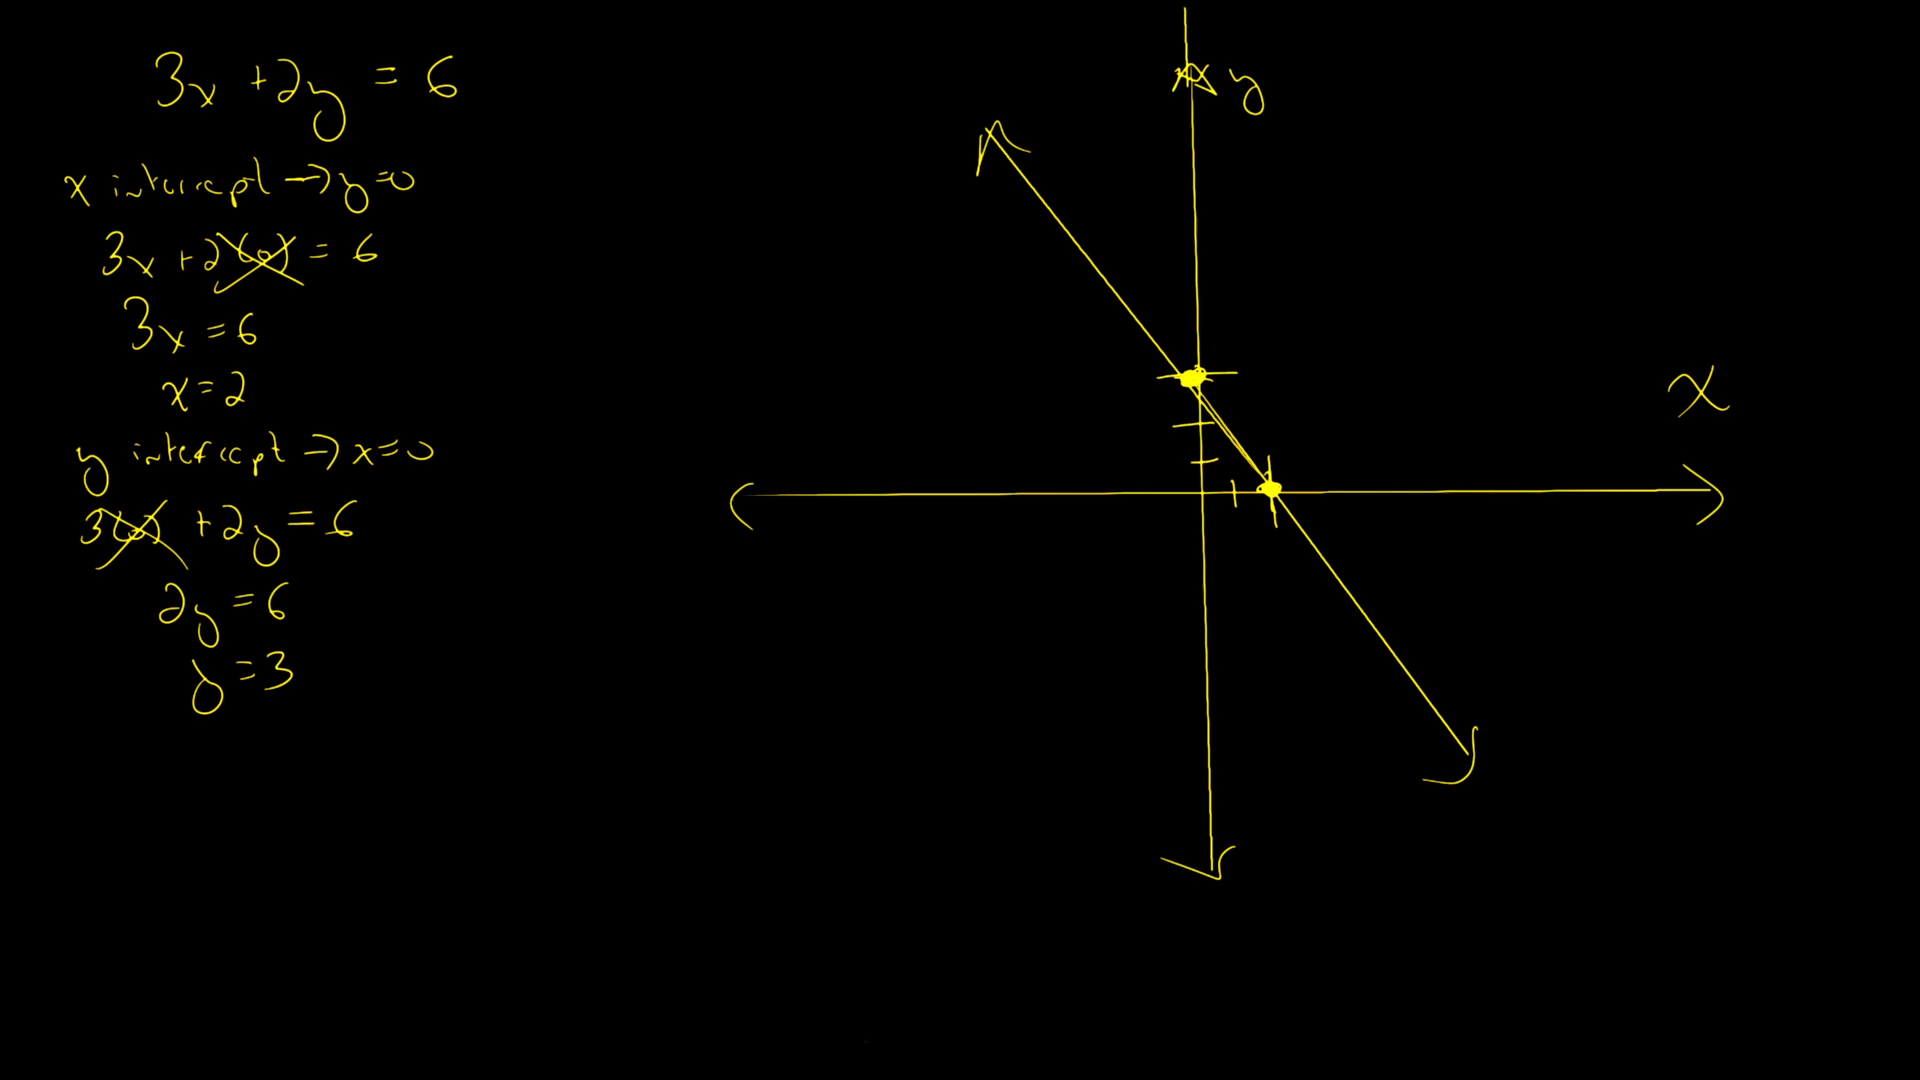 3x + 2y = 6
x intercept → y=0
3x + 2(0) = 6
3x = 6
x = 2
y intercept → x=0
3(0) + 2y = 6
2y = 6
y = 3
y
x